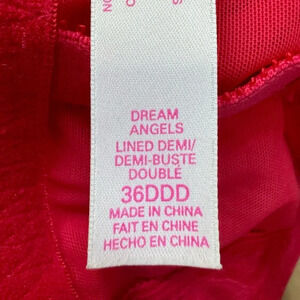 DREAM
ANGELS
LINED DEMI/
DEMI-BUSTE
DOUBLÉ
36DDD
MADE IN CHINA
FAIT EN CHINE
HECHO EN CHINA